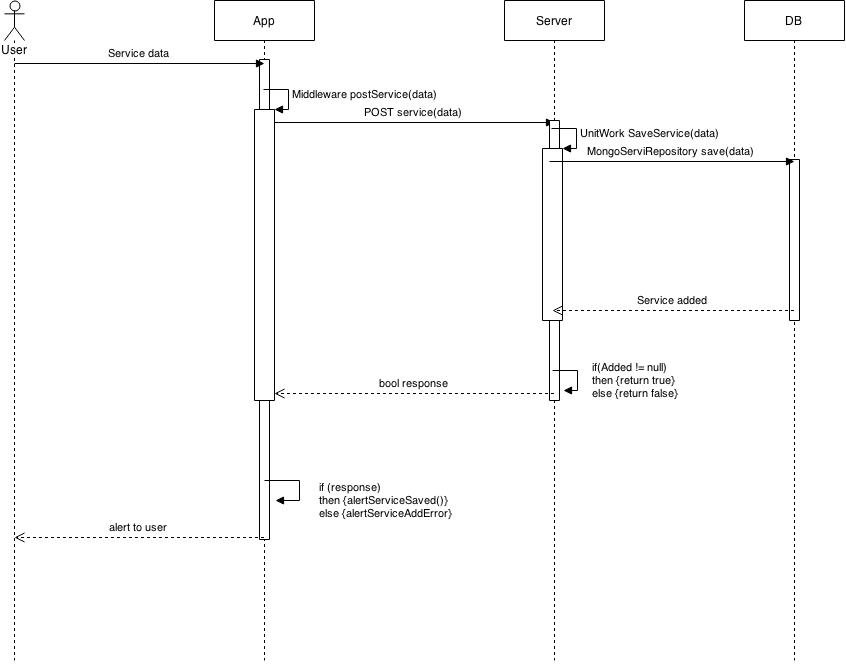 App
Server
DB
User
Service data
Middleware postService(data)
POST service(data)
UnitWork SaveService(data)
MongoServiRepository save(data)
Service added
if(Added != null)
then {return true}
else {return false}
bool response
if (response)
then {alertServiceSaved()}
else {alertServiceAddError}
alert to user